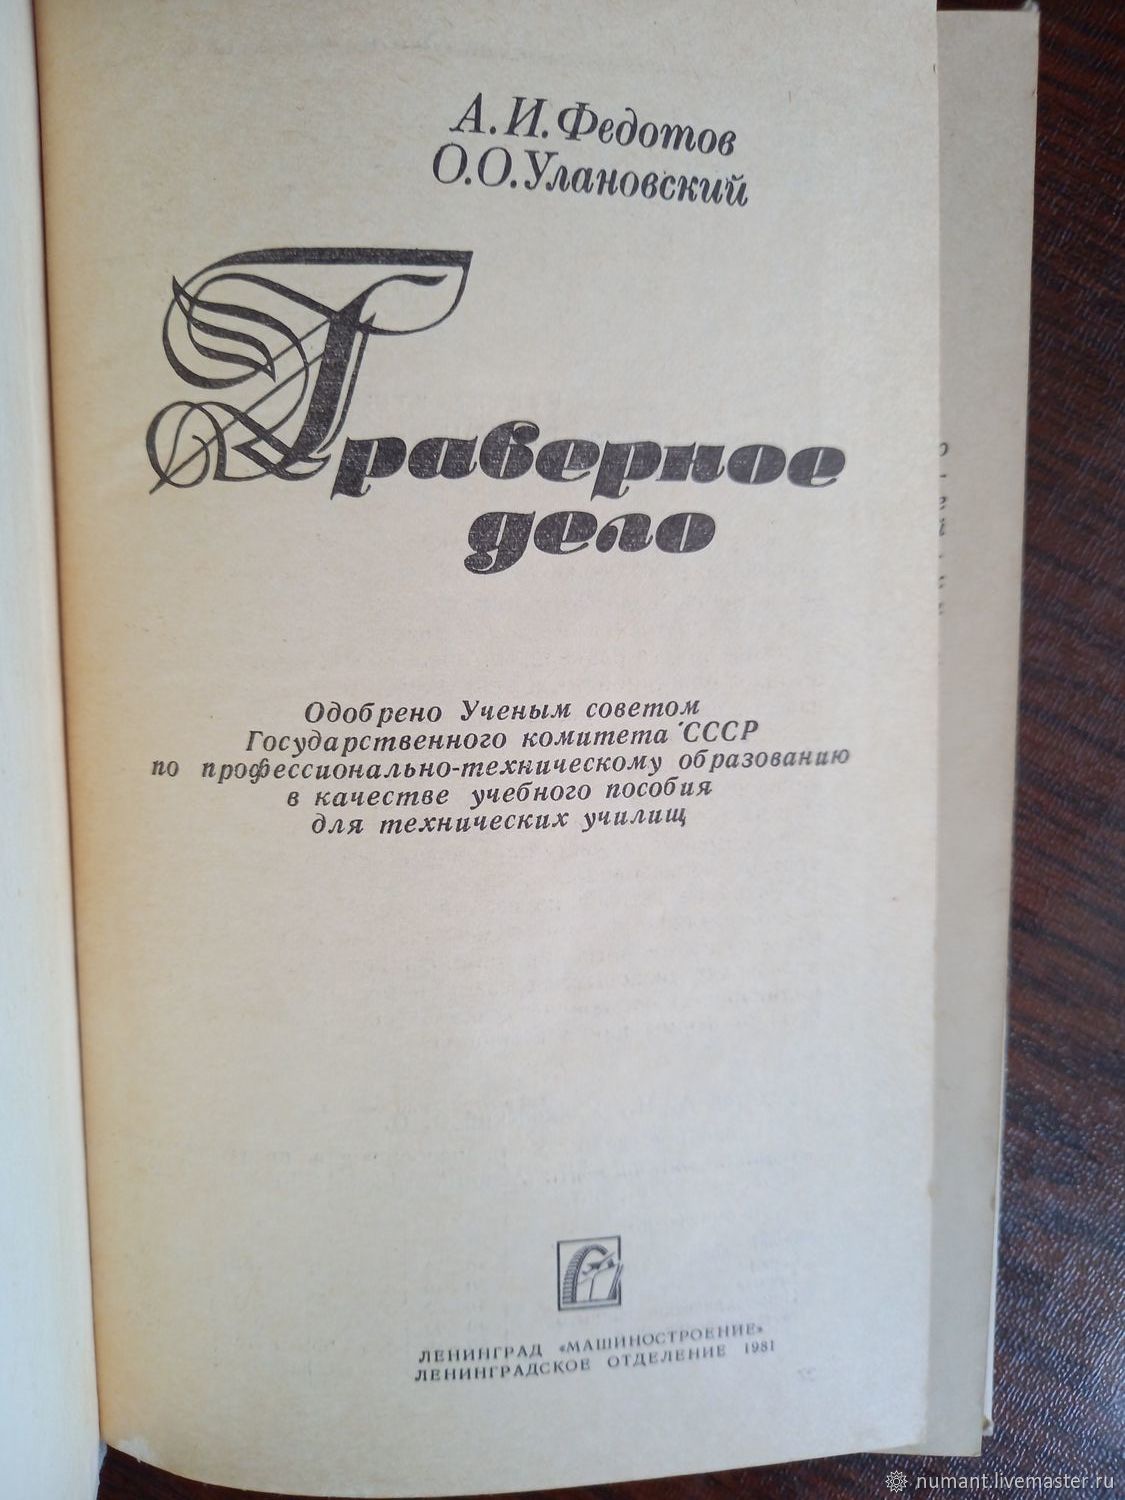 А. И. Федотов
О. О. Улановский
Граверное
дело
Одобрено Ученым советом
Государственного комитета СССР
по профессионально-техническому образованию
в качестве учебного пособия
для технических училищ
ЛЕНИНГРАД «МАШИНОСТРОЕНИЕ»
ЛЕНИНГРАДСКОЕ ОТДЕЛЕНИЕ 1981
numant.livemaster.ru